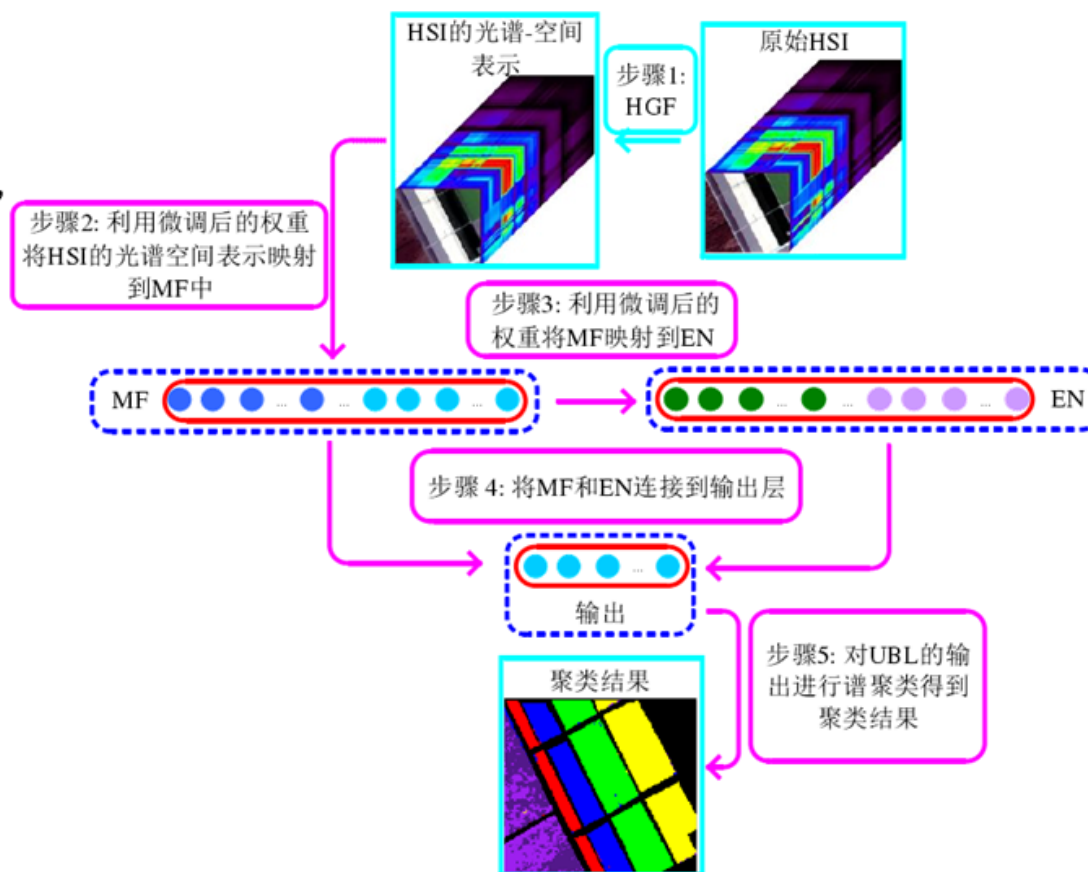 HSI的光谱-空间
表示
原始HSI
步骤1:
HGF
步骤2: 利用微调后的权重
将HSI的光谱空间表示映射
到MF中
步骤3: 利用微调后的
权重将MF映射到EN
MF
... ... ...
... ... ...
EN
步骤 4: 将MF和EN连接到输出层
...
输出
步骤5: 对UBL的输
出进行谱聚类得到
聚类结果
聚类结果